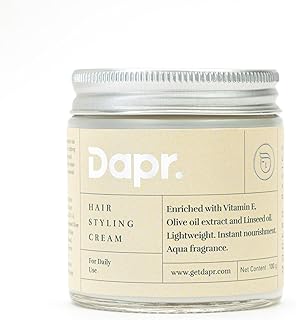 Dapr.
HAIR
STYLING
CREAM
For Daily
Use
Enriched with Vitamin E.
Olive oil extract and Linseed oil.
Lightweight. Instant nourishment.
Aqua fragrance.
www.getdapr.com
Net Content: 100